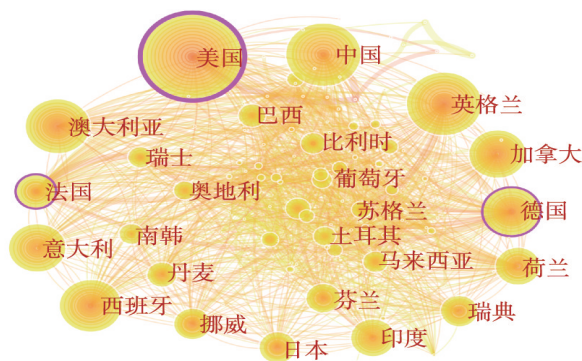 美国
中国
英格兰
巴西
澳大利亚
比利时
加拿大
瑞士
葡萄牙
法国
奥地利
苏格兰
德国
南韩
土耳其
意大利
马来西亚
荷兰
丹麦
西班牙
芬兰
瑞典
挪威
印度
日本